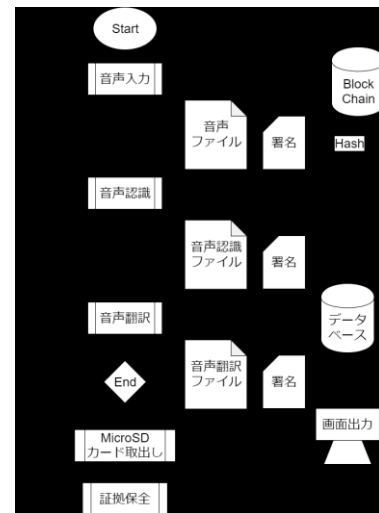 Start
音声入力
Block
Chain
音声
ファイル
署名
Hash
音声認識
音声認識
ファイル
署名
音声翻訳
データ
ベース
音声翻訳
ファイル
署名
End
画面出力
MicroSD
カード取出し
証拠保全